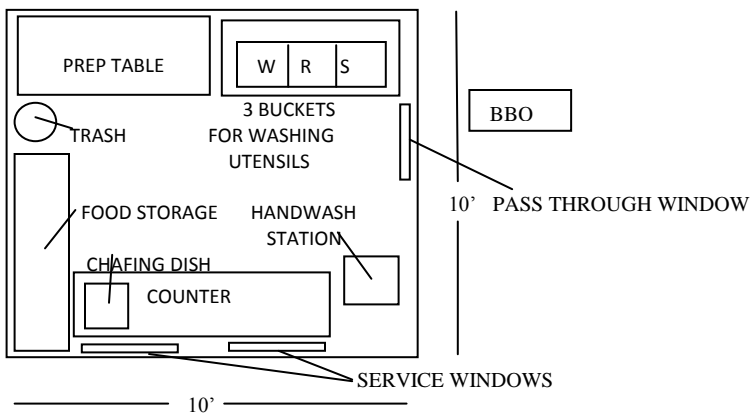 PREP TABLE
W R S
BBO
3 BUCKETS
FOR WASHING
UTENSILS
TRASH
10' PASS THROUGH WINDOW
FOOD STORAGE
HANDWASH
STATION
CHAFING DISH
COUNTER
SERVICE WINDOWS
10'